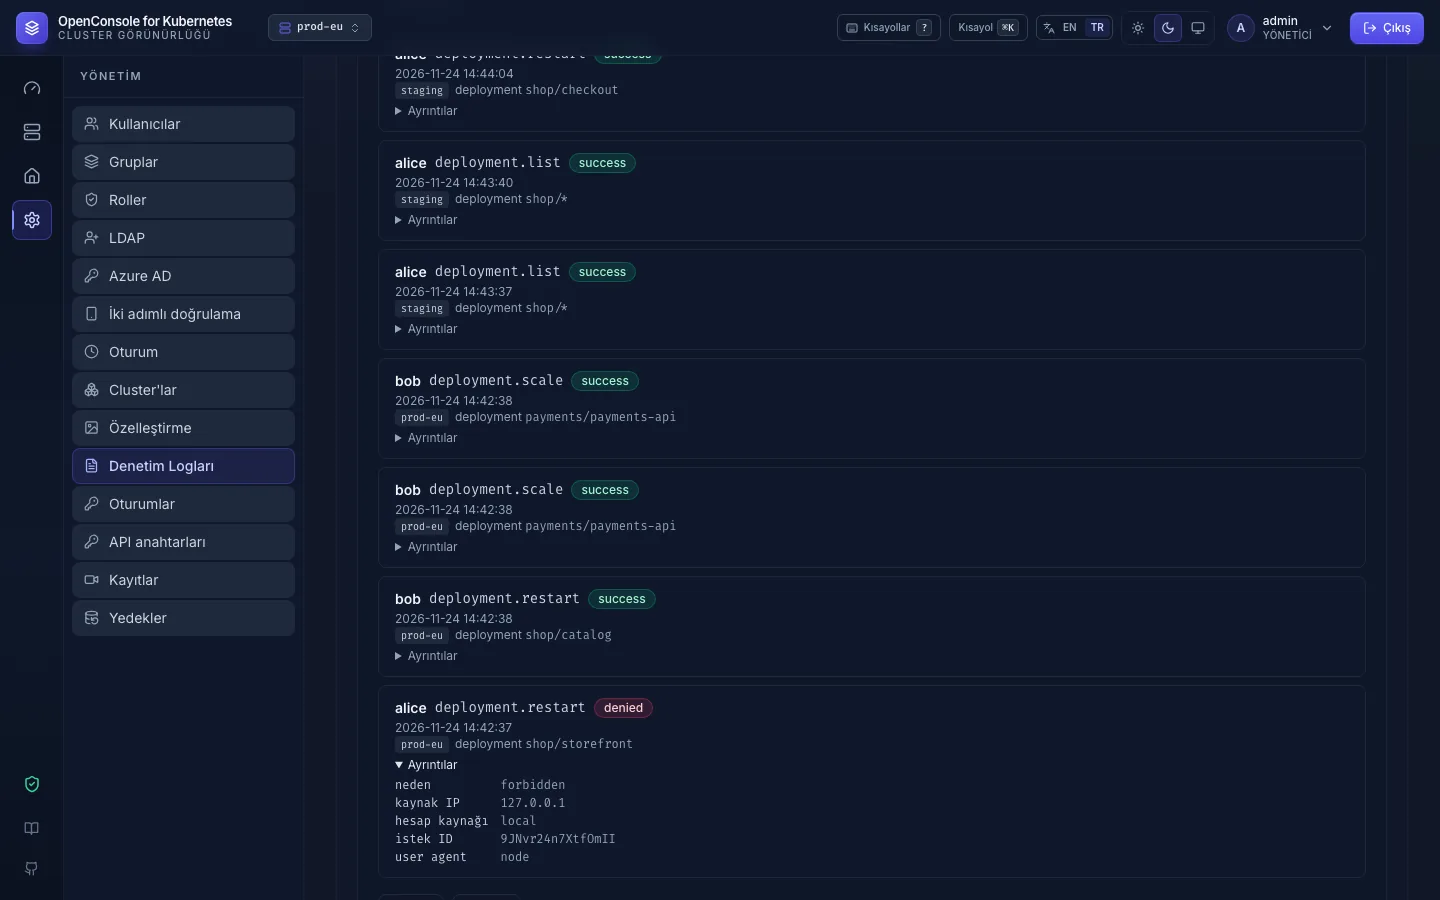 OpenConsole for Kubernetes
CLUSTER GÖRÜNÜRLÜĞÜ
prod-eu
Kısayollar ?
Kısayol ⌘K
EN TR
A
admin
YÖNETİCİ
Çıkış
YÖNETİM
Kullanıcılar
Gruplar
Roller
LDAP
Azure AD
İki adımlı doğrulama
Oturum
Cluster'lar
Özelleştirme
Denetim Logları
Oturumlar
API anahtarları
Kayıtlar
Yedekler
alice deployment.restart success
2026-11-24 14:44:04
staging deployment shop/checkout
Ayrıntılar
alice deployment.list success
2026-11-24 14:43:40
staging deployment shop/*
Ayrıntılar
alice deployment.list success
2026-11-24 14:43:37
staging deployment shop/*
Ayrıntılar
bob deployment.scale success
2026-11-24 14:42:38
prod-eu deployment payments/payments-api
Ayrıntılar
bob deployment.scale success
2026-11-24 14:42:38
prod-eu deployment payments/payments-api
Ayrıntılar
bob deployment.restart success
2026-11-24 14:42:38
prod-eu deployment shop/catalog
Ayrıntılar
alice deployment.restart denied
2026-11-24 14:42:37
prod-eu deployment shop/storefront
Ayrıntılar
neden forbidden
kaynak IP 127.0.0.1
hesap kaynağı local
istek ID 9JNvr24n7XtfOmII
user agent node